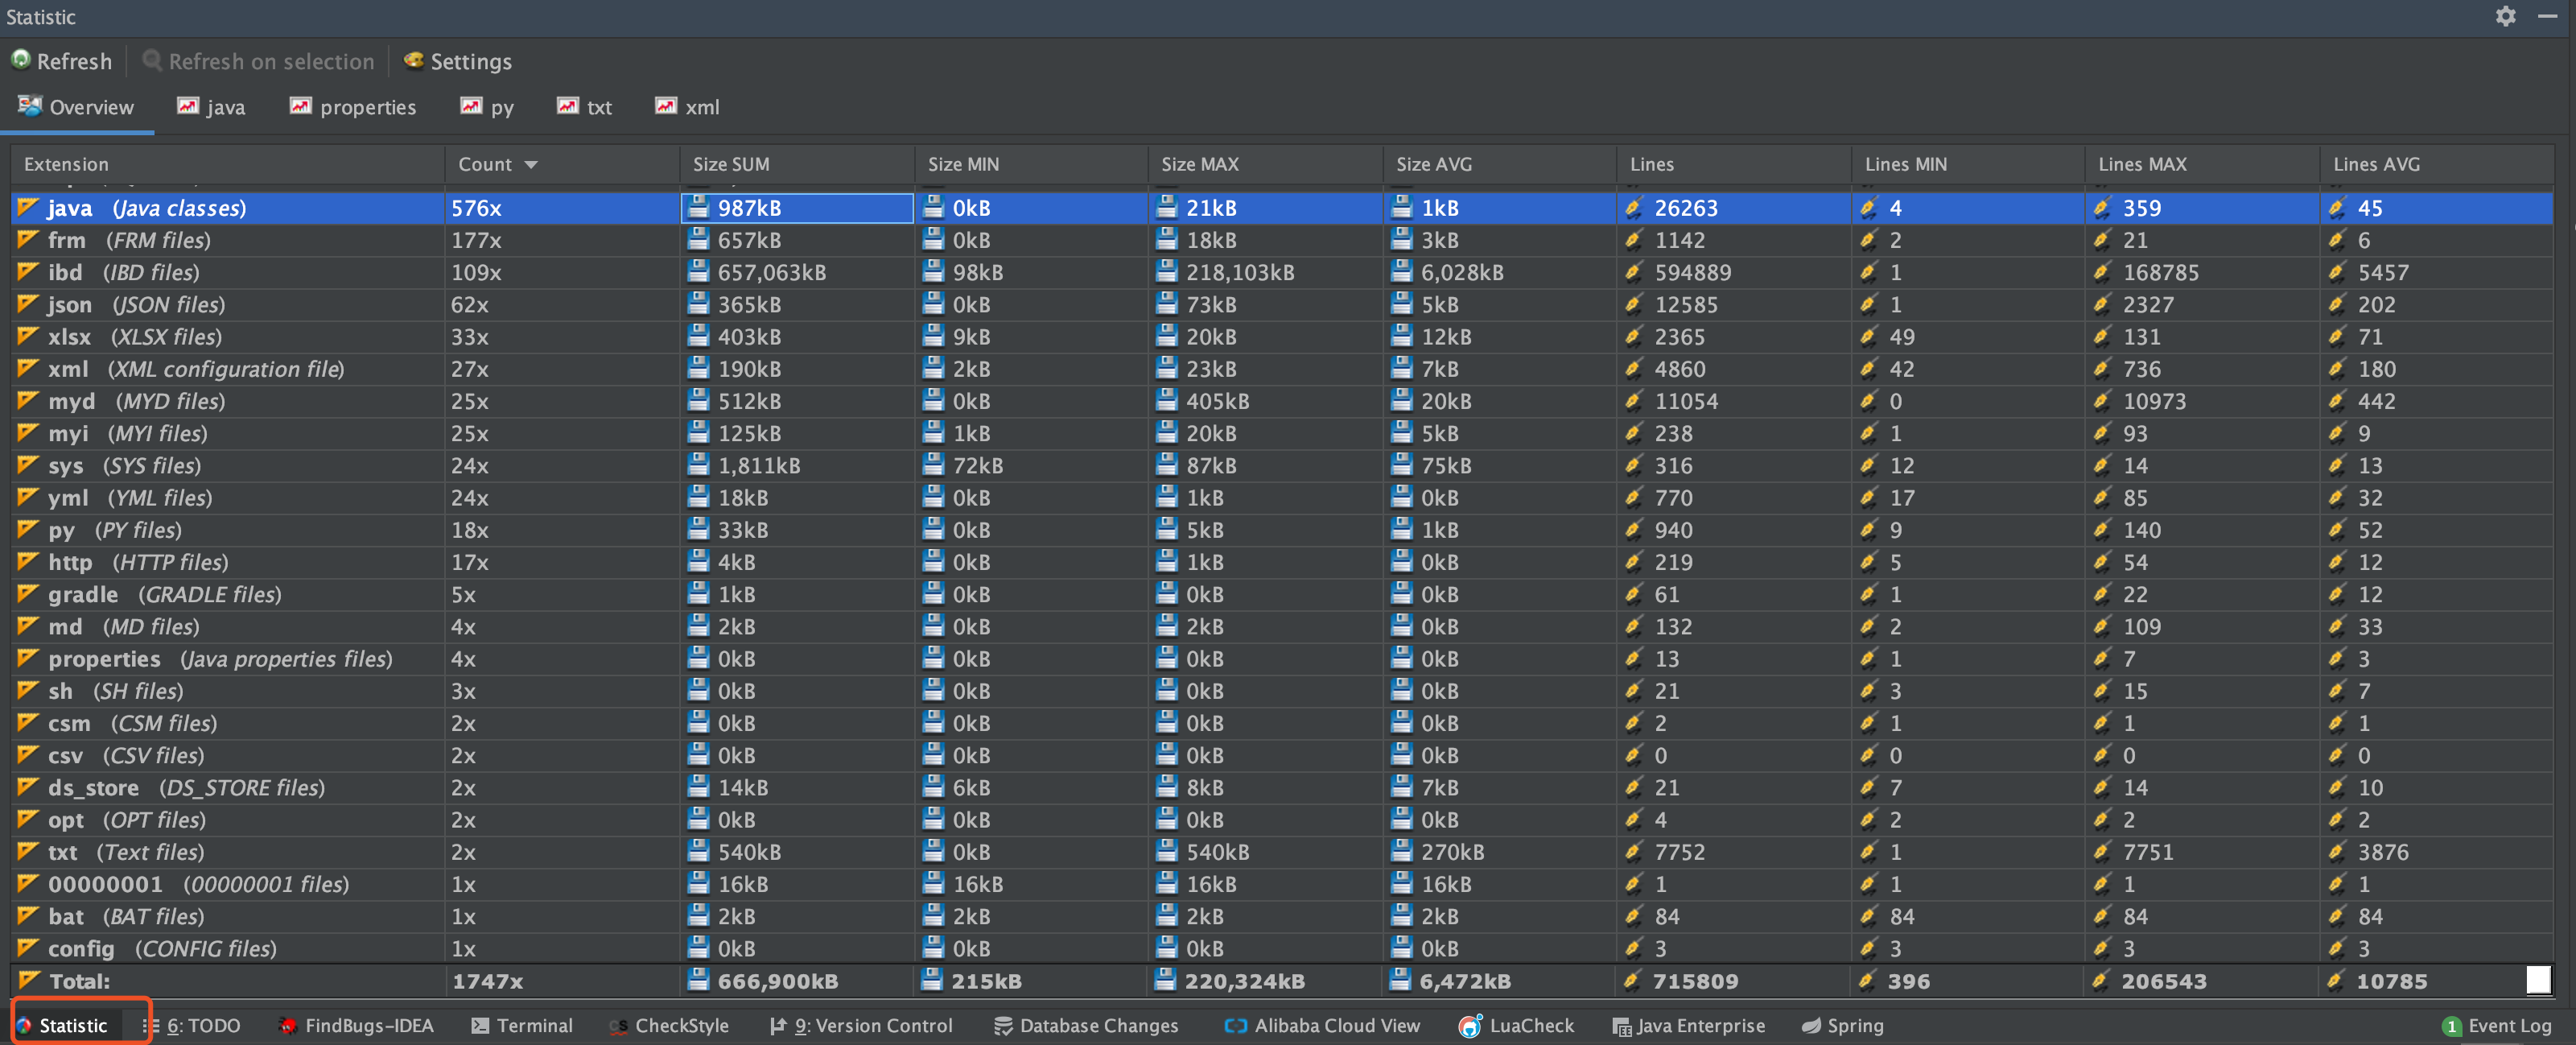 Statistic
Refresh Refresh on selection Settings
Overview java properties py txt xml
Extension Count Size SUM Size MIN Size MAX Size AVG Lines Lines MIN Lines MAX Lines AVG
java (Java classes) 576x 987kB 0kB 21kB 1kB 26263 4 359 45
frm (FRM files) 177x 657kB 0kB 18kB 3kB 1142 2 21 6
ibd (IBD files) 109x 657,063kB 98kB 218,103kB 6,028kB 594889 1 168785 5457
json (JSON files) 62x 365kB 0kB 73kB 5kB 12585 1 2327 202
xlsx (XLSX files) 33x 403kB 9kB 20kB 12kB 2365 49 131 71
xml (XML configuration file) 27x 190kB 2kB 23kB 7kB 4860 42 736 180
myd (MYD files) 25x 512kB 0kB 405kB 20kB 11054 0 10973 442
myi (MYI files) 25x 125kB 1kB 20kB 5kB 238 1 93 9
sys (SYS files) 24x 1,811kB 72kB 87kB 75kB 316 12 14 13
yml (YML files) 24x 18kB 0kB 1kB 0kB 770 17 85 32
py (PY files) 18x 33kB 0kB 5kB 1kB 940 9 140 52
http (HTTP files) 17x 4kB 0kB 1kB 0kB 219 5 54 12
gradle (GRADLE files) 5x 1kB 0kB 0kB 0kB 61 1 22 12
md (MD files) 4x 2kB 0kB 2kB 0kB 132 2 109 33
properties (Java properties files) 4x 0kB 0kB 0kB 0kB 13 1 7 3
sh (SH files) 3x 0kB 0kB 0kB 0kB 21 3 15 7
csm (CSM files) 2x 0kB 0kB 0kB 0kB 2 1 1 1
csv (CSV files) 2x 0kB 0kB 0kB 0kB 0 0 0 0
ds_store (DS_STORE files) 2x 14kB 6kB 8kB 7kB 21 7 14 10
opt (OPT files) 2x 0kB 0kB 0kB 0kB 4 2 2 2
txt (Text files) 2x 540kB 0kB 540kB 270kB 7752 1 7751 3876
00000001 (00000001 files) 1x 16kB 16kB 16kB 16kB 1 1 1 1
bat (BAT files) 1x 2kB 2kB 2kB 2kB 84 84 84 84
config (CONFIG files) 1x 0kB 0kB 0kB 0kB 3 3 3 3
Total: 1747x 666,900kB 215kB 220,324kB 6,472kB 715809 396 206543 10785
Statistic 6: TODO FindBugs-IDEA Terminal CS CheckStyle 9: Version Control Database Changes Alibaba Cloud View LuaCheck EE Java Enterprise Spring 1 Event Log